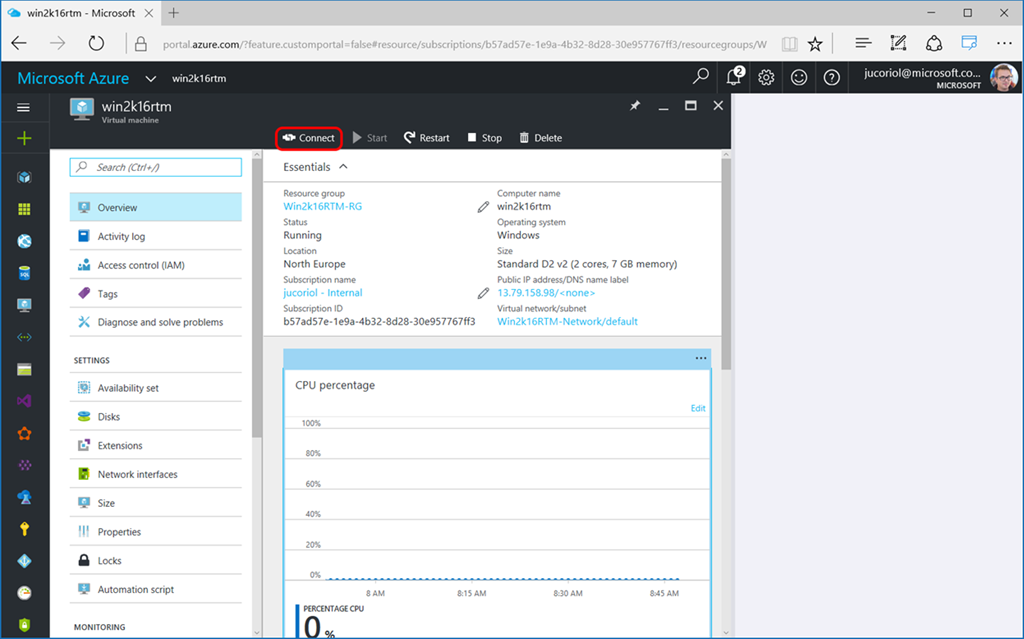 win2k16rtm - Microsoft
portal.azure.com/?feature.customportal=false#resource/subscriptions/b57ad57e-1e9a-4b32-8d28-30e957767ff3/resourcegroups/W
Microsoft Azure win2k16rtm 2 jucoriol@microsoft.co...
MICROSOFT
win2k16rtm
Virtual machine
Connect Start Restart Stop Delete
Search (Ctrl+/)
Overview
Activity log
Access control (IAM)
Tags
Diagnose and solve problems
SETTINGS
Availability set
Disks
Extensions
Network interfaces
Size
Properties
Locks
Automation script
MONITORING
Essentials
Resource group
Win2k16RTM-RG
Status
Running
Location
North Europe
Subscription name
jucoriol - Internal
Subscription ID
b57ad57e-1e9a-4b32-8d28-30e957767ff3
Computer name
win2k16rtm
Operating system
Windows
Size
Standard D2 v2 (2 cores, 7 GB memory)
Public IP address/DNS name label
13.79.158.98/<none>
Virtual network/subnet
Win2k16RTM-Network/default
CPU percentage
Edit
100%
80%
60%
40%
20%
0%
8 AM 8:15 AM 8:30 AM 8:45 AM
PERCENTAGE CPU
0 %
SQL